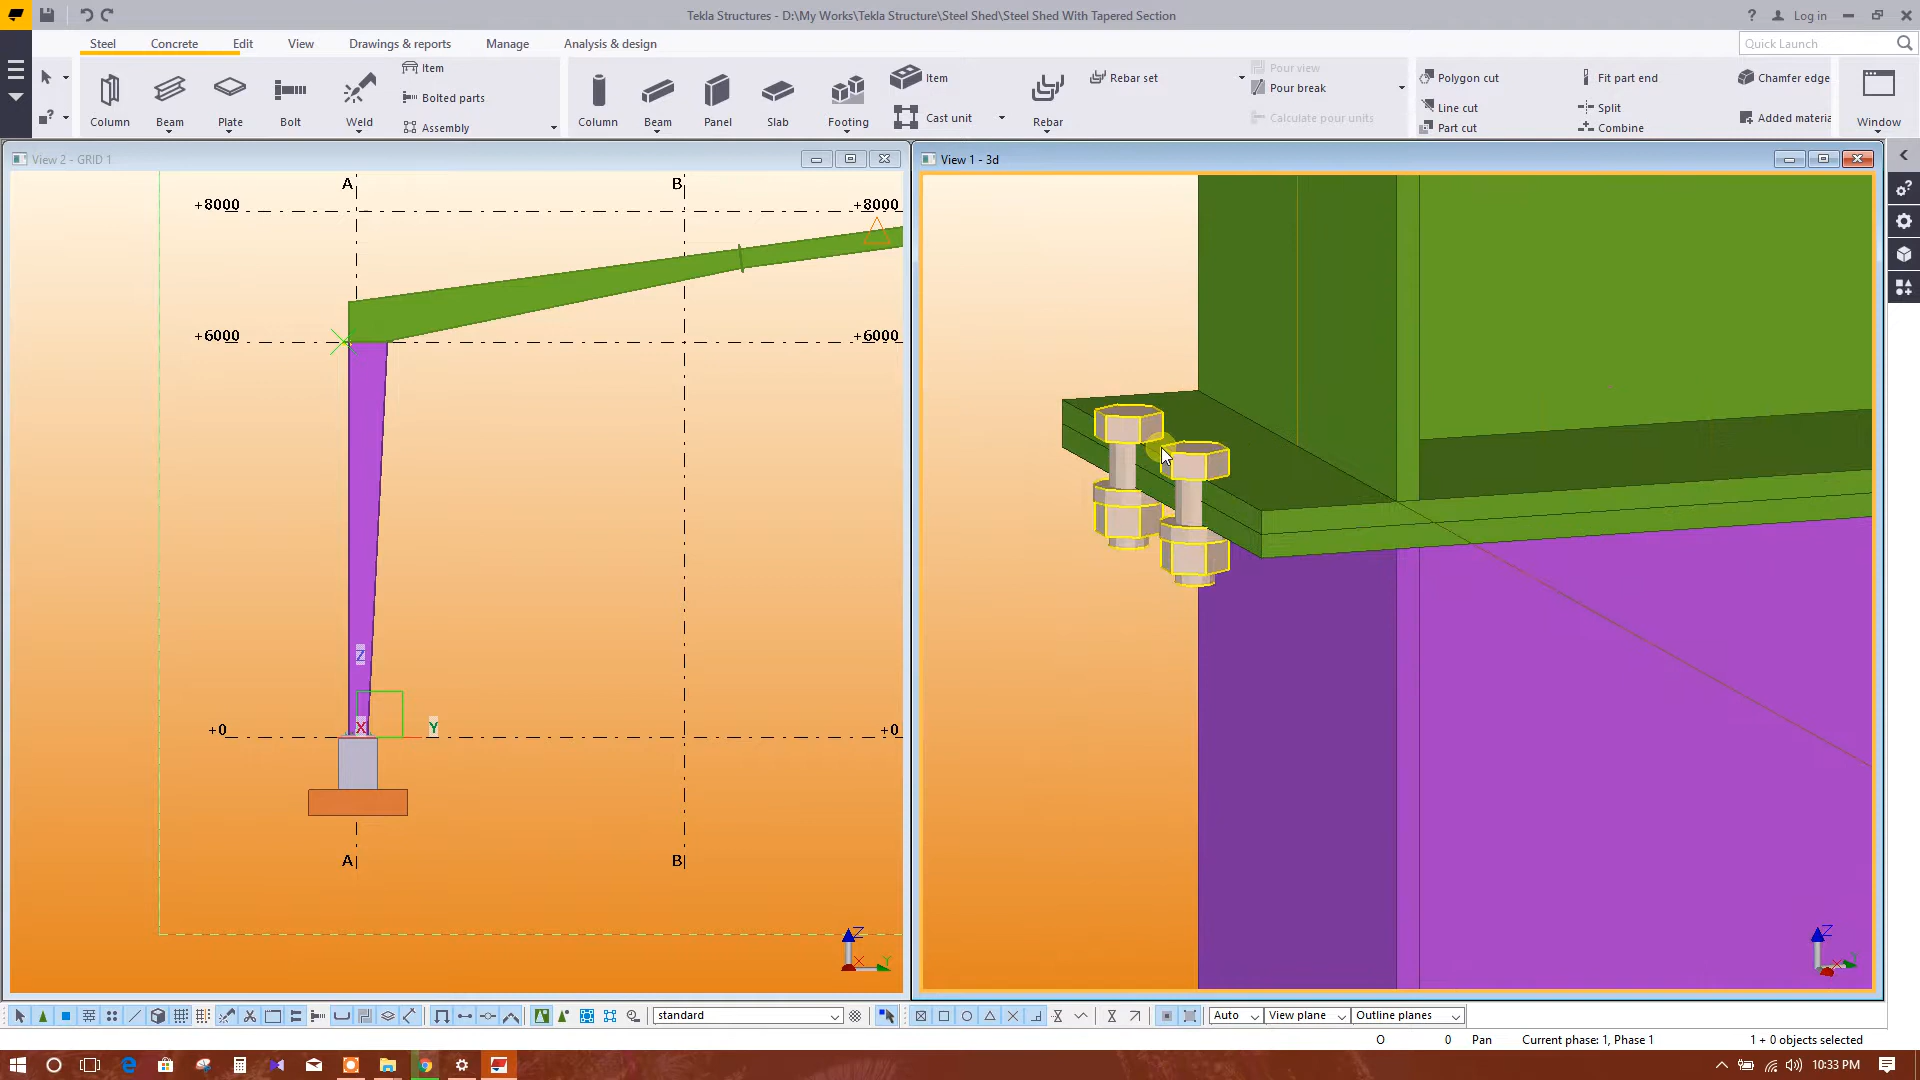 Tekla Structures - D:\My Works\Tekla Structure\Steel Shed\Steel Shed With Tapered Section
? Log in
Steel Concrete Edit View Drawings & reports Manage Analysis & design
Quick Launch
Column Beam Plate Bolt Weld
Item
Bolted parts
Assembly
Column Beam Panel Slab Footing
Item
Cast unit
Rebar
Rebar set
Pour view
Pour break
Calculate pour units
Polygon cut
Line cut
Part cut
Fit part end
Split
Combine
Chamfer edge
Added materia
Window
View 2 - GRID 1
A B
+8000 +8000
+6000 +6000
Z
X Y
+0 +0
A B
Z
X Y
View 1 - 3d
Z
X Y
standard
Auto View plane Outline planes
O 0 Pan Current phase: 1, Phase 1 1 + 0 objects selected
10:33 PM